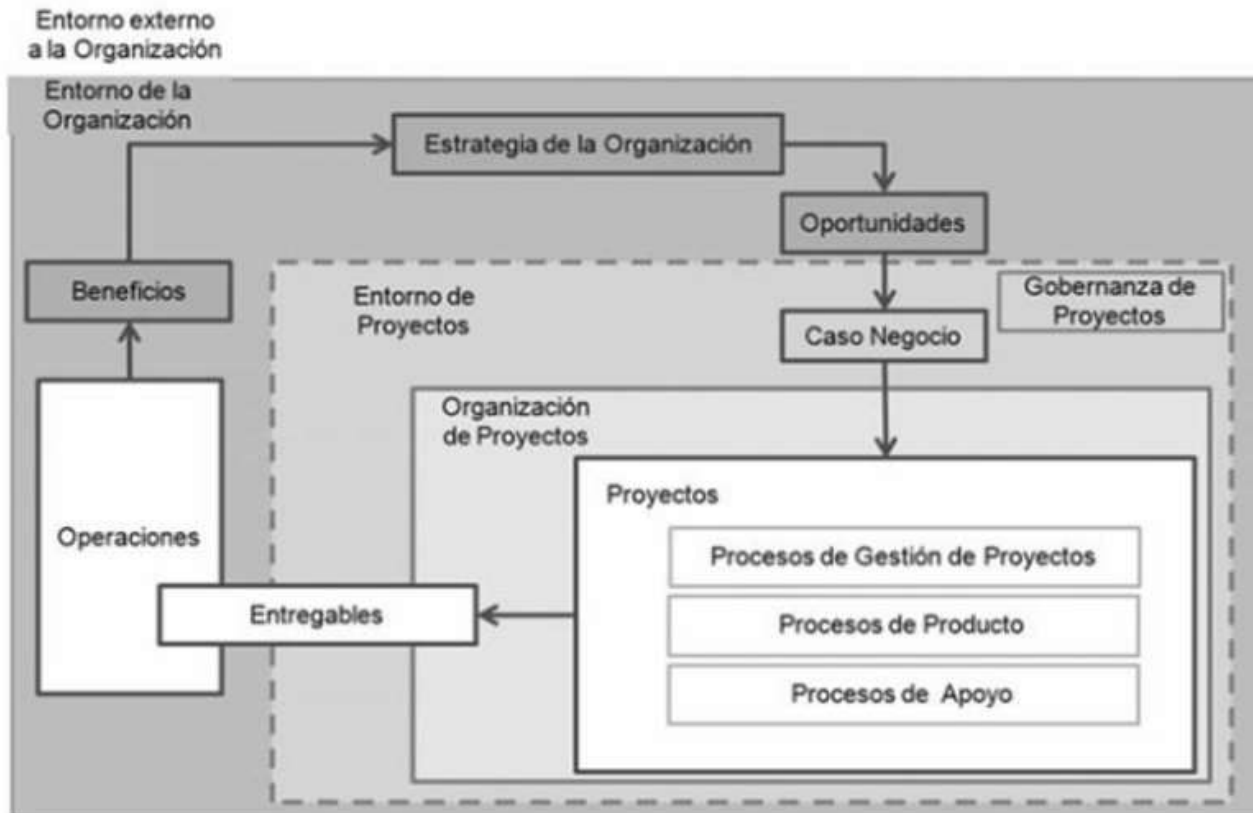 Entorno externo
a la Organización
Entorno de la
Organización
Estrategia de la Organización
Oportunidades
Beneficios
Entorno de
Proyectos
Gobernanza de
Proyectos
Caso Negocio
Organización
de Proyectos
Proyectos
Operaciones
Procesos de Gestión de Proyectos
Entregables
Procesos de Producto
Procesos de Apoyo